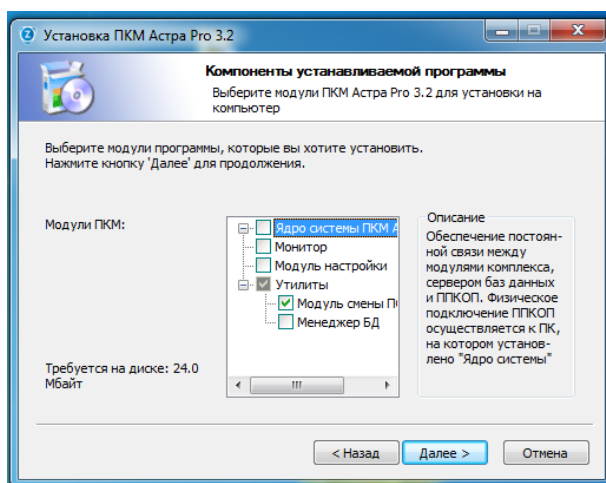 Установка ПКМ Астра Pro 3.2
Компоненты устанавливаемой программы
Выберите модули ПКМ Астра Pro 3.2 для установки на
компьютер
Выберите модули программы, которые вы хотите установить.
Нажмите кнопку 'Далее' для продолжения.
Модули ПКМ:
Ядро системы ПКМ А
Монитор
Модуль настройки
Утилиты
Модуль смены П
Менеджер БД
Описание
Обеспечение постоян-
ной связи между
модулями комплекса,
сервером баз данных
и ППКОП. Физическое
подключение ППКОП
осуществляется к ПК,
на котором установ-
лено "Ядро системы"
Требуется на диске: 24.0
Мбайт
< Назад
Далее >
Отмена